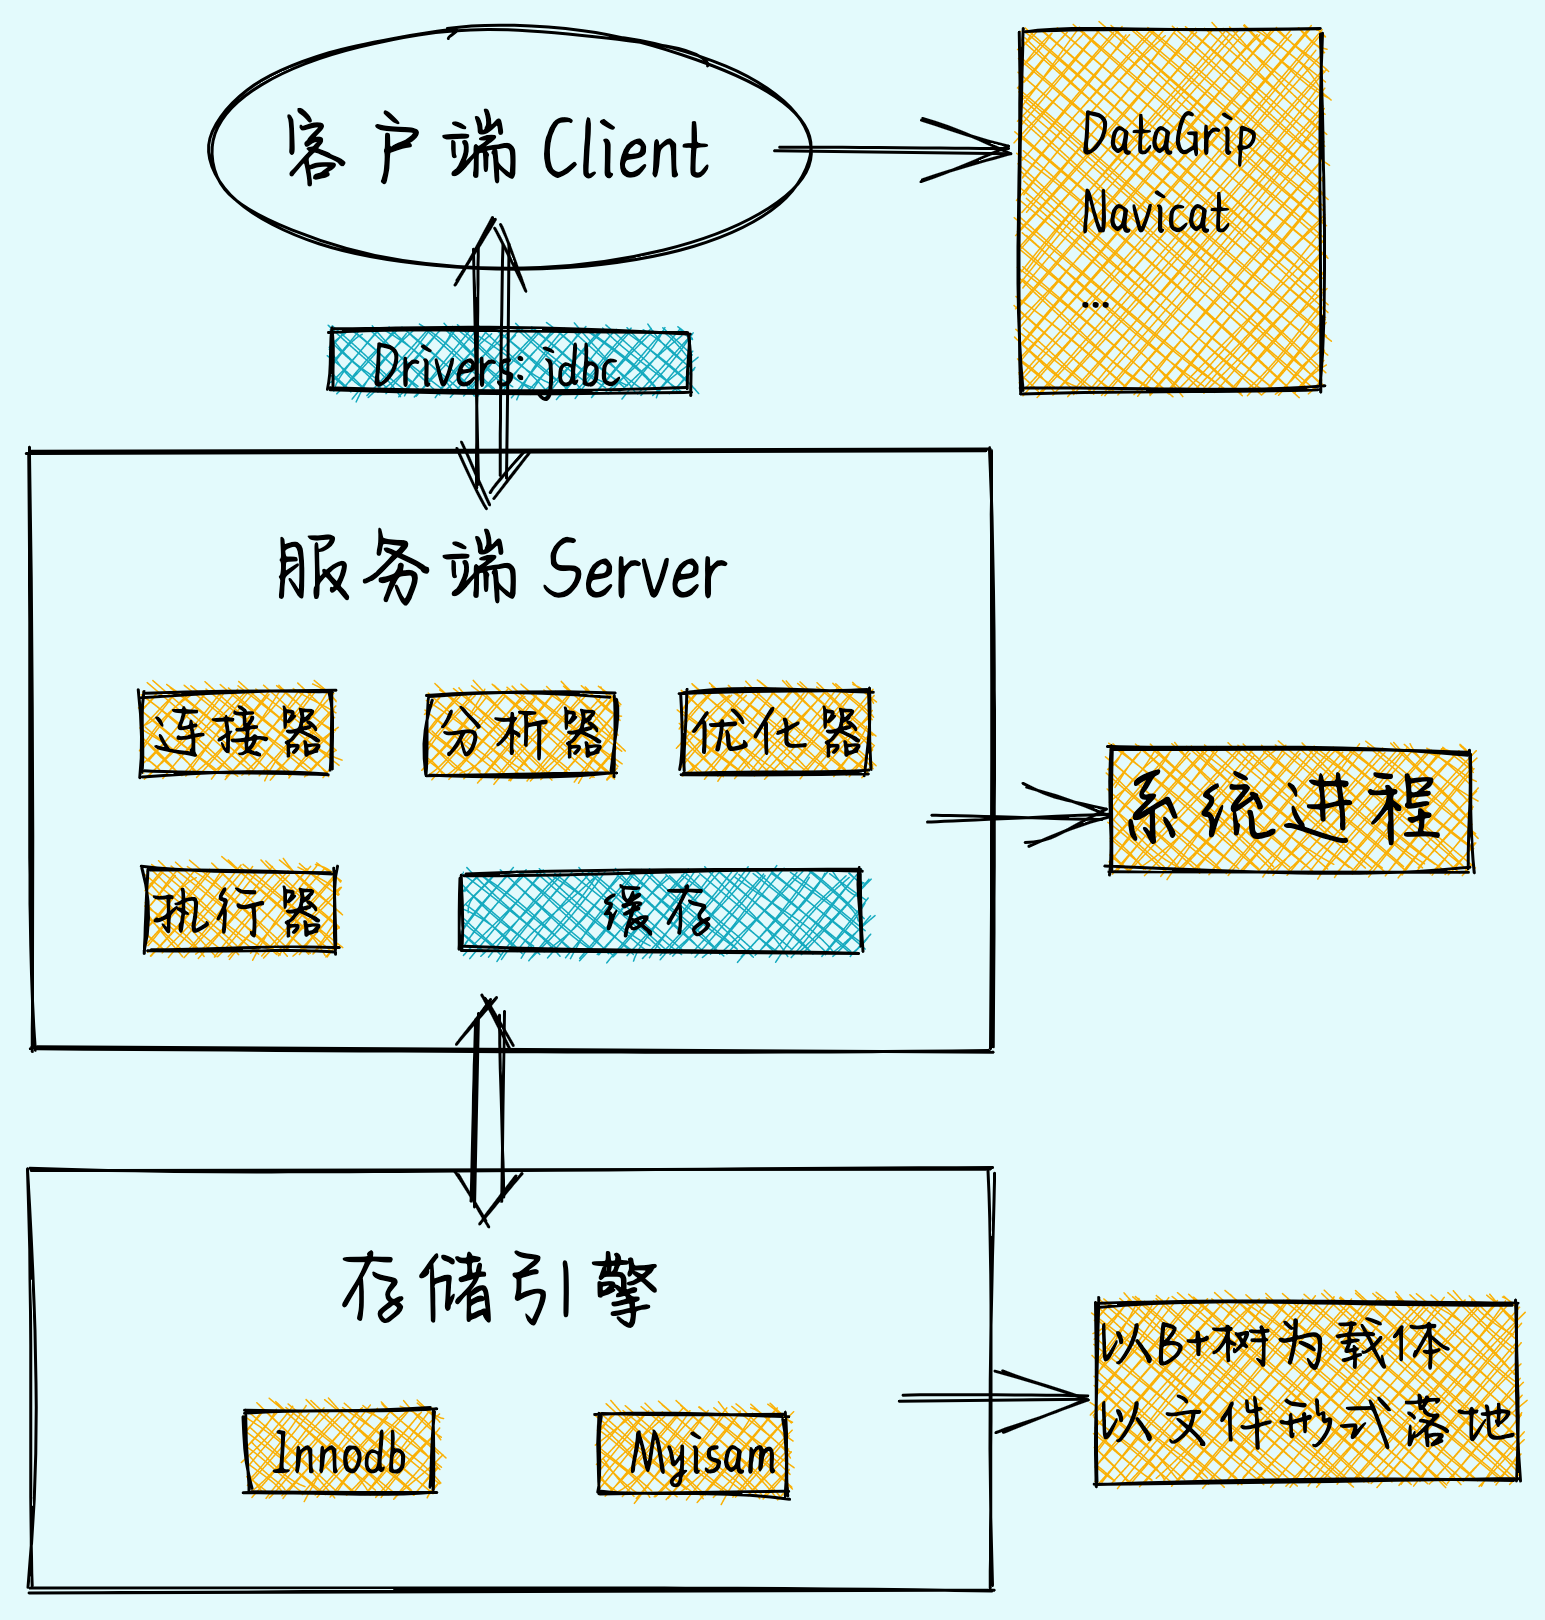 客户端 Client
DataGrip
Navicat
...
Drivers: jdbc
服务端 Server
连接器
分析器
优化器
系统进程
执行器
缓存
存储引擎
以B+树为载体
以文件形式落地
Innodb
Myisam